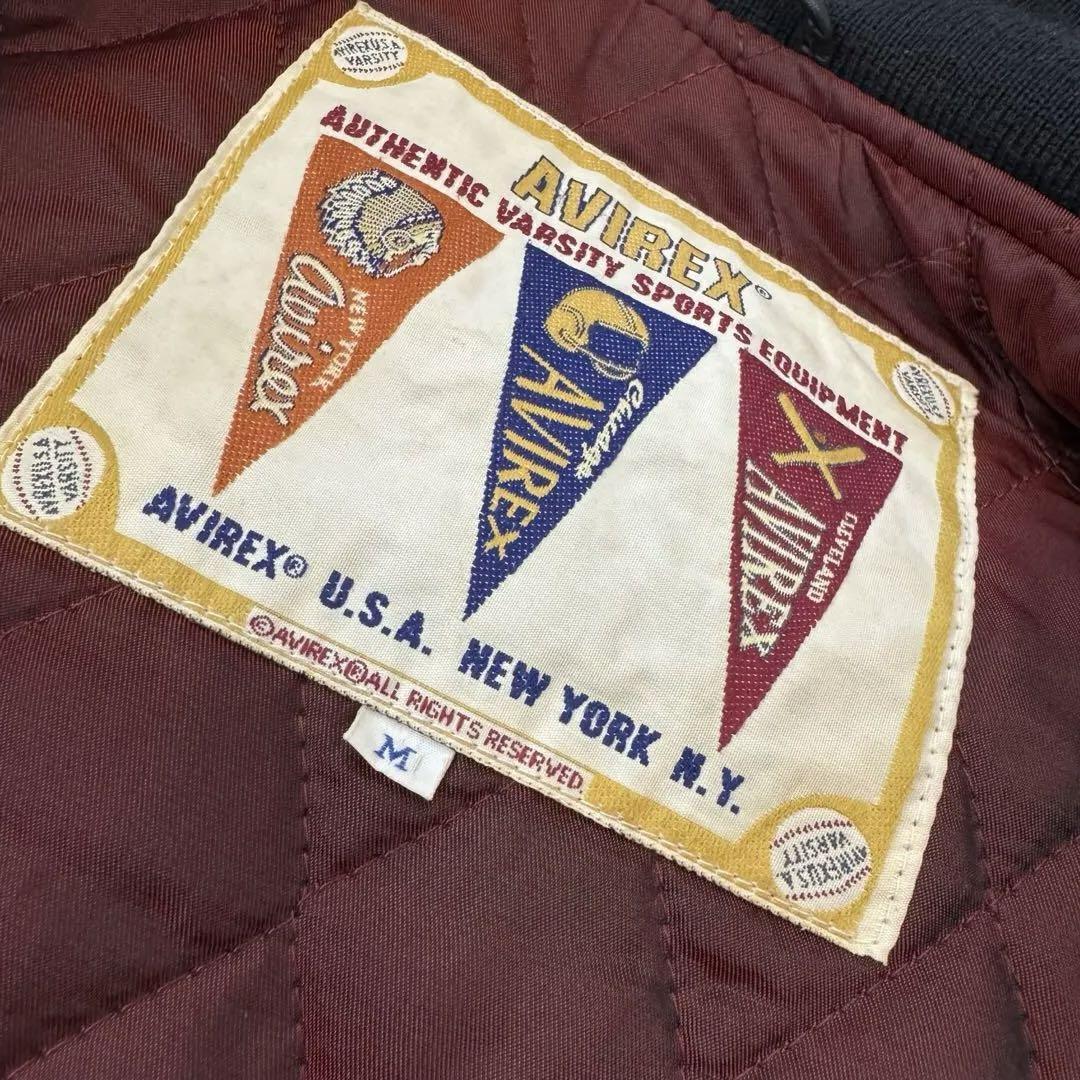 AVIREX U.S.A
VARSITY
AVIREX®
AUTHENTIC VARSITY SPORTS EQUIPMENT
NEW YORK
Avirex
Chicago
AVIREX
CLEVELAND
AVIREX
AVIREX U.S.A
VARSITY
AVIREX U.S.A
VARSITY
AVIREX® U.S.A. NEW YORK N.Y.
©AVIREX®ALL RIGHTS RESERVED
M
AVIREX U.S.A
VARSITY